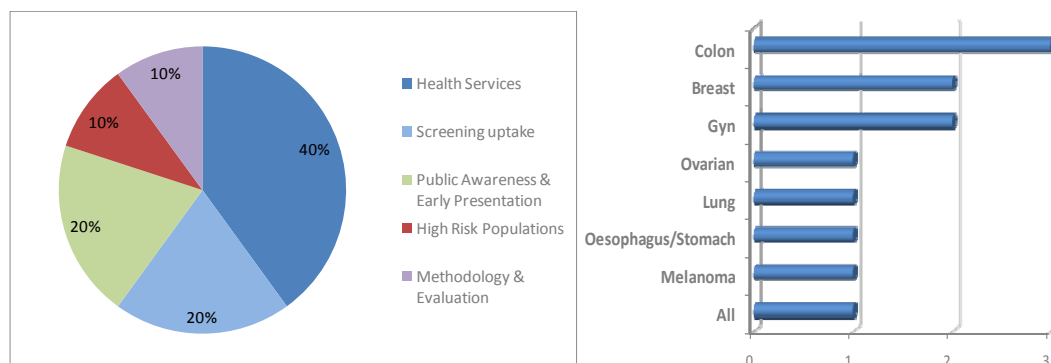 40%
20%
20%
10%
10%
Health Services
Screening uptake
Public Awareness &
Early Presentation
High Risk Populations
Methodology &
Evaluation
Colon
Breast
Gyn
Ovarian
Lung
Oesophagus/Stomach
Melanoma
All
0 1 2 3